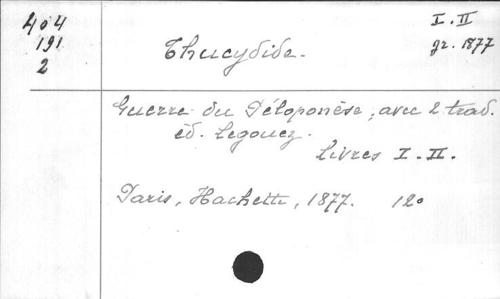 404
191
2
I. II
gr. 1877
Thucydide.
Guerre du Péloponèse, avec 2 trad.
éd. Legouez.
Livres I. II.
Paris, Hachette, 1877. 12o